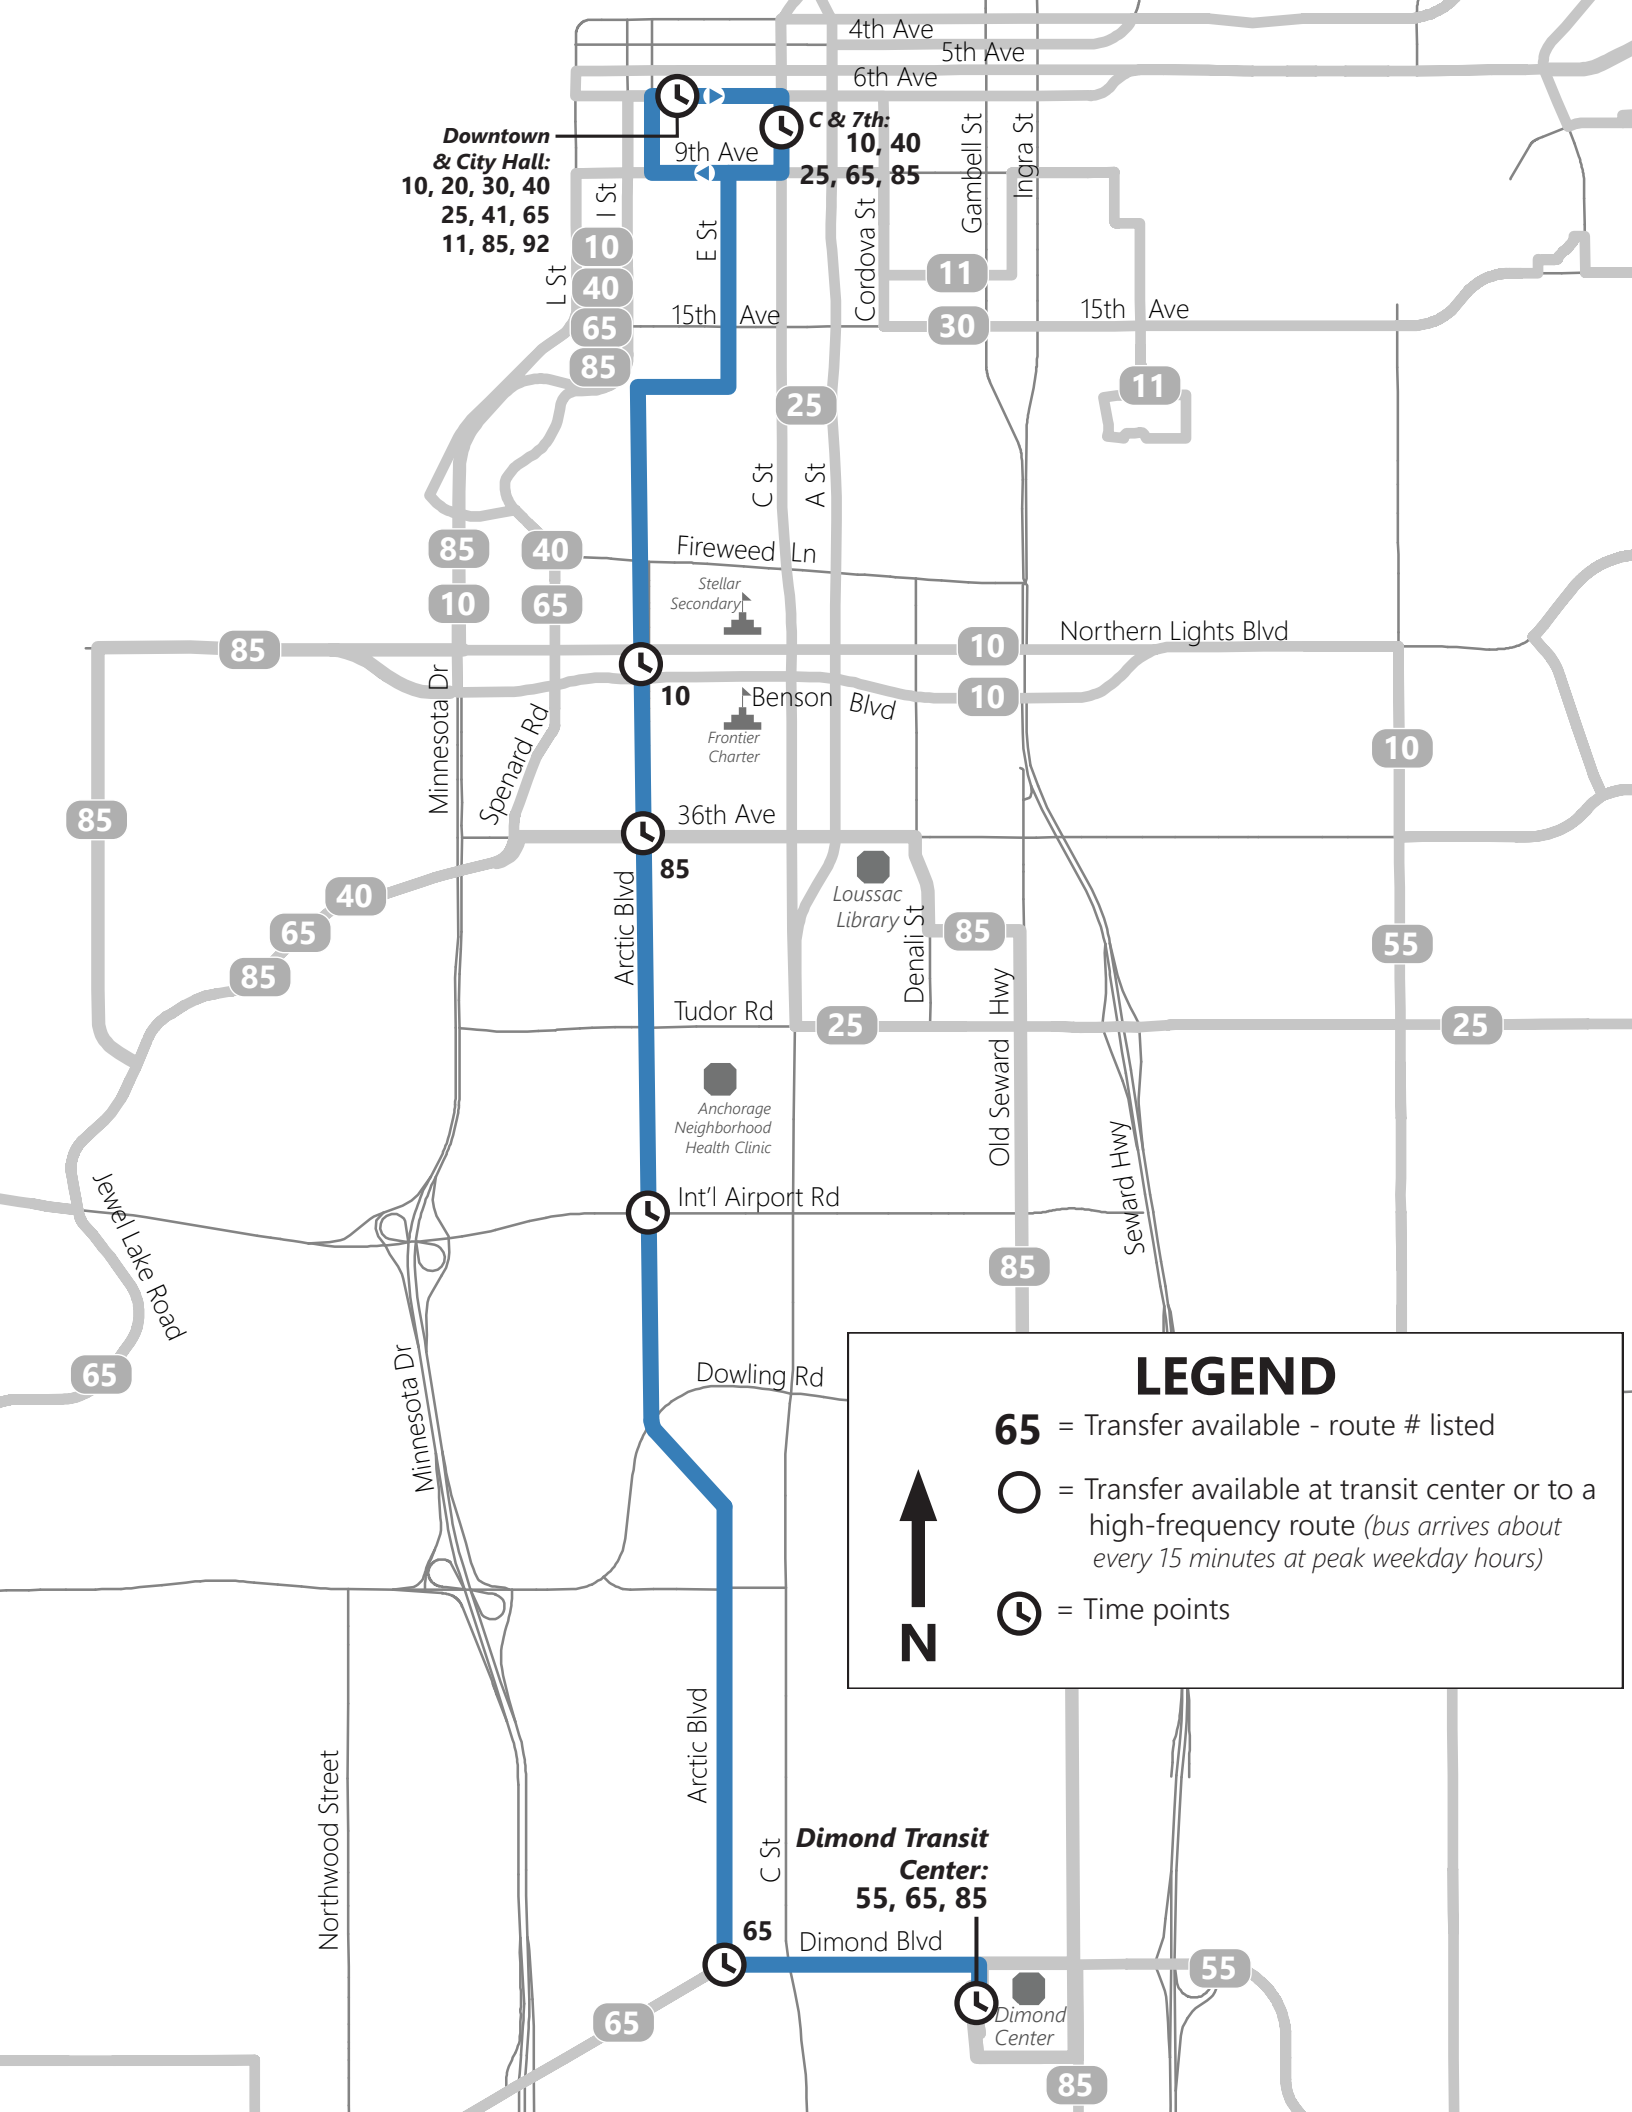 4th Ave
5th Ave
6th Ave
Downtown
& City Hall:
10, 20, 30, 40
25, 41, 65
11, 85, 92
C & 7th:
10, 40
25, 65, 85
9th Ave
Gambell St
Ingra St
I St
L St
E St
Cordova St
10
40
65
85
11
30
15th Ave
15th Ave
11
25
C St
A St
85
40
10
65
Fireweed Ln
Stellar
Secondary
Northern Lights Blvd
85
10
10
10
Benson Blvd
Frontier
Charter
Minnesota Dr
Spenard Rd
10
85
36th Ave
85
40
65
85
Arctic Blvd
Loussac
Library
Denali St
85
55
Old Seward Hwy
Tudor Rd
25
25
Anchorage
Neighborhood
Health Clinic
Seward Hwy
Int'l Airport Rd
Jewel Lake Road
85
65
Minnesota Dr
Dowling Rd
LEGEND
65 = Transfer available - route # listed
= Transfer available at transit center or to a
high-frequency route (bus arrives about
every 15 minutes at peak weekday hours)
= Time points
N
Arctic Blvd
Northwood Street
C St
Dimond Transit
Center:
55, 65, 85
65
Dimond Blvd
55
Dimond
Center
65
85